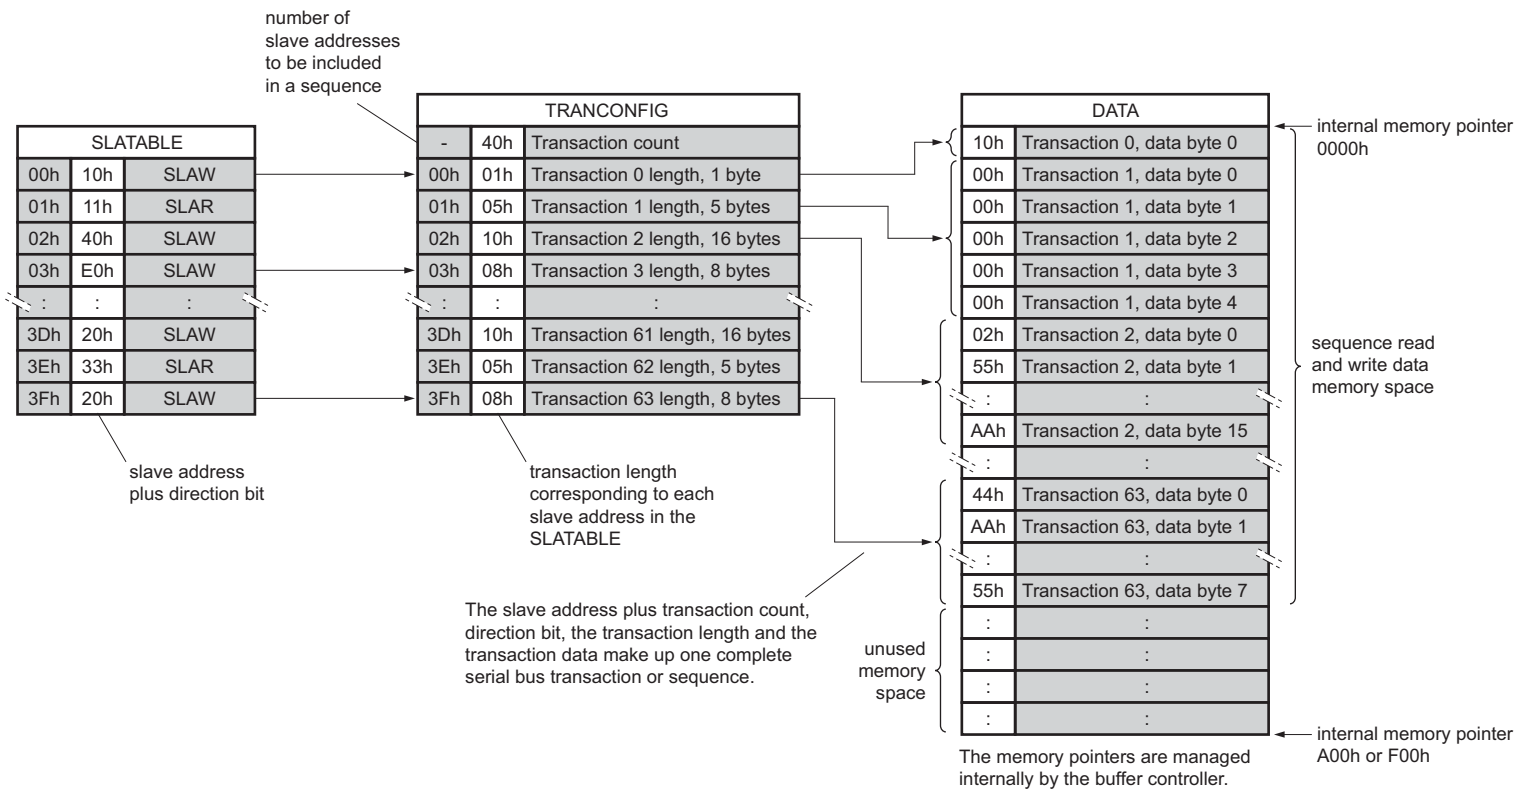 number of
slave addresses
to be included
in a sequence
SLATABLE
00h 10h SLAW
01h 11h SLAR
02h 40h SLAW
03h E0h SLAW
: : :
3Dh 20h SLAW
3Eh 33h SLAR
3Fh 20h SLAW
slave address
plus direction bit
TRANCONFIG
- 40h Transaction count
00h 01h Transaction 0 length, 1 byte
01h 05h Transaction 1 length, 5 bytes
02h 10h Transaction 2 length, 16 bytes
03h 08h Transaction 3 length, 8 bytes
: : :
3Dh 10h Transaction 61 length, 16 bytes
3Eh 05h Transaction 62 length, 5 bytes
3Fh 08h Transaction 63 length, 8 bytes
transaction length
corresponding to each
slave address in the
SLATABLE
The slave address plus transaction count,
direction bit, the transaction length and the
transaction data make up one complete
serial bus transaction or sequence.
DATA
10h Transaction 0, data byte 0
00h Transaction 1, data byte 0
00h Transaction 1, data byte 1
00h Transaction 1, data byte 2
00h Transaction 1, data byte 3
00h Transaction 1, data byte 4
02h Transaction 2, data byte 0
55h Transaction 2, data byte 1
: :
AAh Transaction 2, data byte 15
: :
44h Transaction 63, data byte 0
AAh Transaction 63, data byte 1
: :
55h Transaction 63, data byte 7
: :
: :
: :
: :
unused
memory
space
The memory pointers are managed
internally by the buffer controller.
internal memory pointer
0000h
sequence read
and write data
memory space
internal memory pointer
A00h or F00h